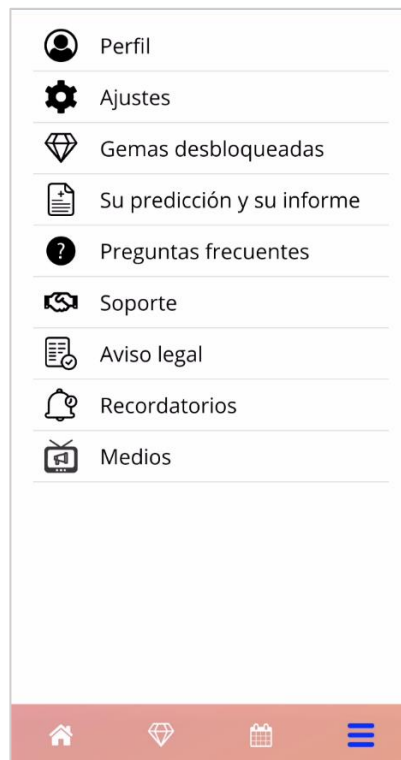 Perfil
Ajustes
Gemas desbloqueadas
Su predicción y su informe
Preguntas frecuentes
Soporte
Aviso legal
Recordatorios
Medios